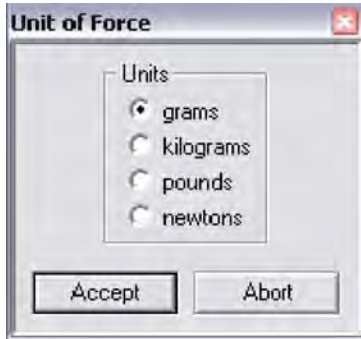 Unit of Force
Units
grams
kilograms
pounds
newtons
Accept
Abort